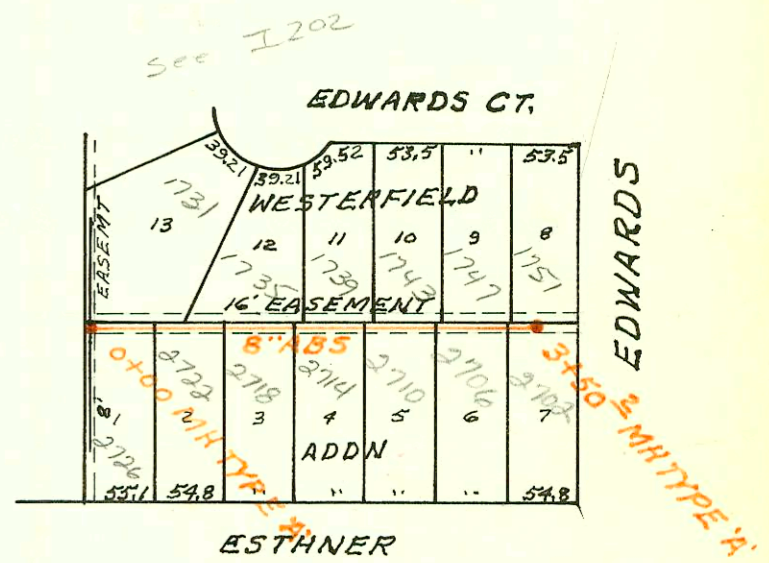 see I202
EDWARDS CT.
39.21 39.21 59.52 53,5 " 53.5
EDWARDS
WESTERFIELD
1731 1735 1739 1743 1747 1751
13 12 11 10 9 8
EASEMT
16' EASEMENT
8" ABS
0+00 MH TYPE 'A'
3+50 MH TYPE 'A'
2726 2722 2718 2714 2710 2706 2702
8'
1 2 3 4 5 6 7
ADDN
55.1 54.8 " " " " 54.8
ESTHNER